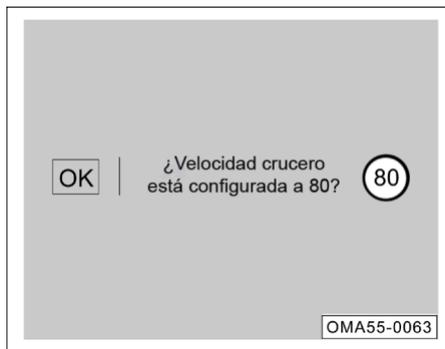 OK
¿Velocidad crucero
está configurada a 80?
80
OMA55-0063